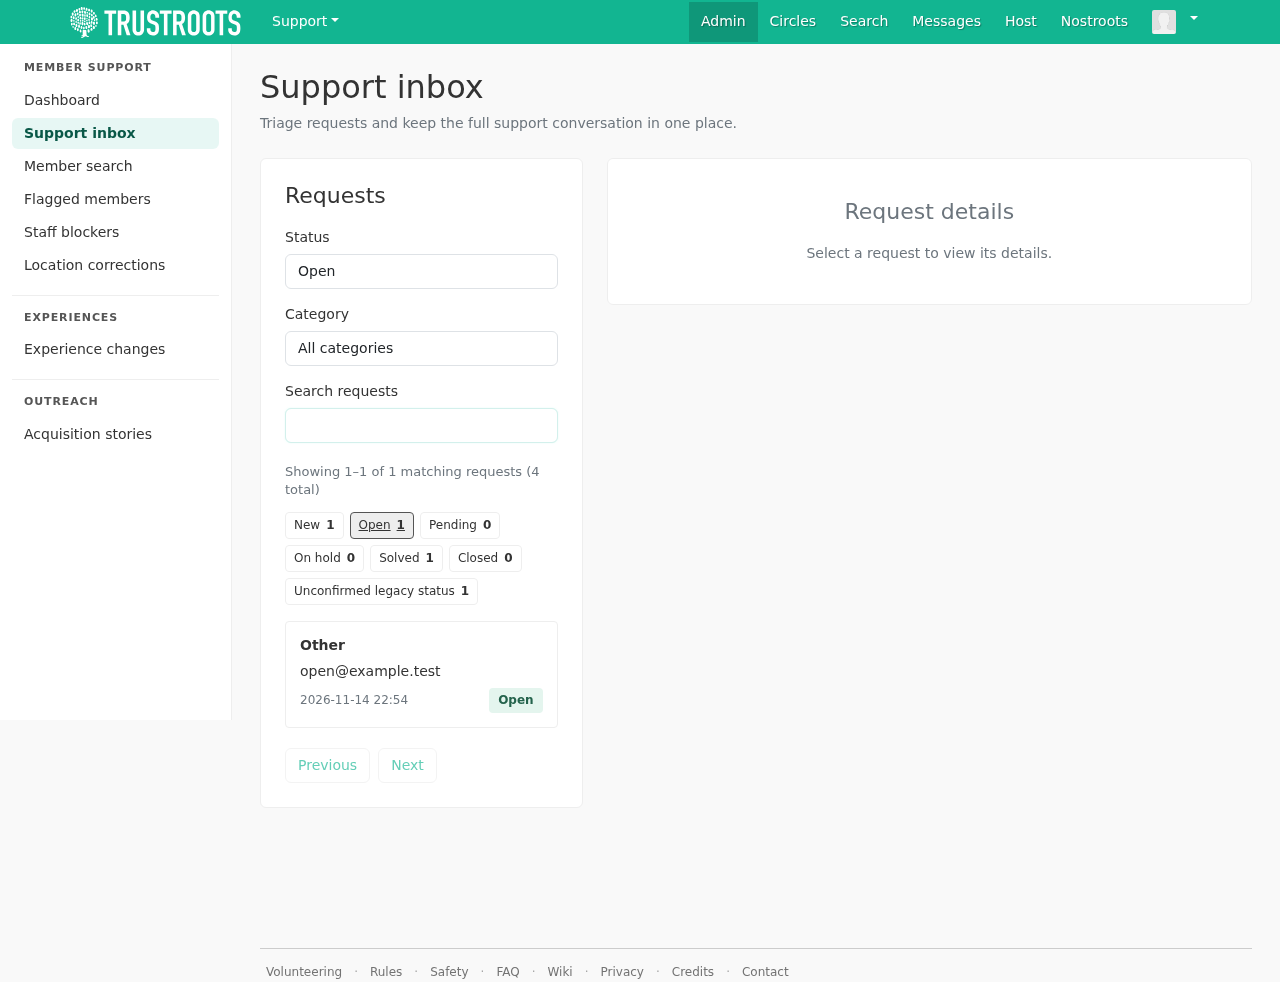 TRUSTROOTS
Support
Admin
Circles
Search
Messages
Host
Nostroots
MEMBER SUPPORT
Dashboard
Support inbox
Member search
Flagged members
Staff blockers
Location corrections
EXPERIENCES
Experience changes
OUTREACH
Acquisition stories
Support inbox
Triage requests and keep the full support conversation in one place.
Requests
Status
Open
Category
All categories
Search requests
Showing 1–1 of 1 matching requests (4
total)
New 1
Open 1
Pending 0
On hold 0
Solved 1
Closed 0
Unconfirmed legacy status 1
Other
open@example.test
2026-11-14 22:54
Open
Previous
Next
Request details
Select a request to view its details.
Volunteering · Rules · Safety · FAQ · Wiki · Privacy · Credits · Contact